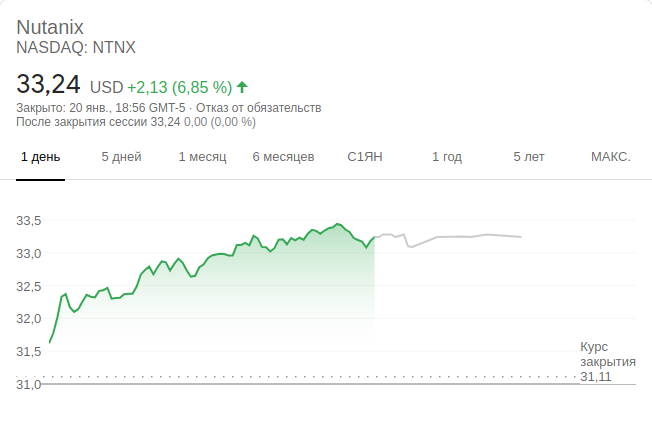 Nutanix
NASDAQ: NTNX
33,24 USD +2,13 (6,85 %)
Закрыто: 20 янв., 18:56 GMT-5 · Отказ от обязательств
После закрытия сессии 33,24 0,00 (0,00 %)
1 день 5 дней 1 месяц 6 месяцев С1ЯН 1 год 5 лет МАКС.
33,5
33,0
32,5
32,0
31,5
31,0
Курс
закрытия
31,11